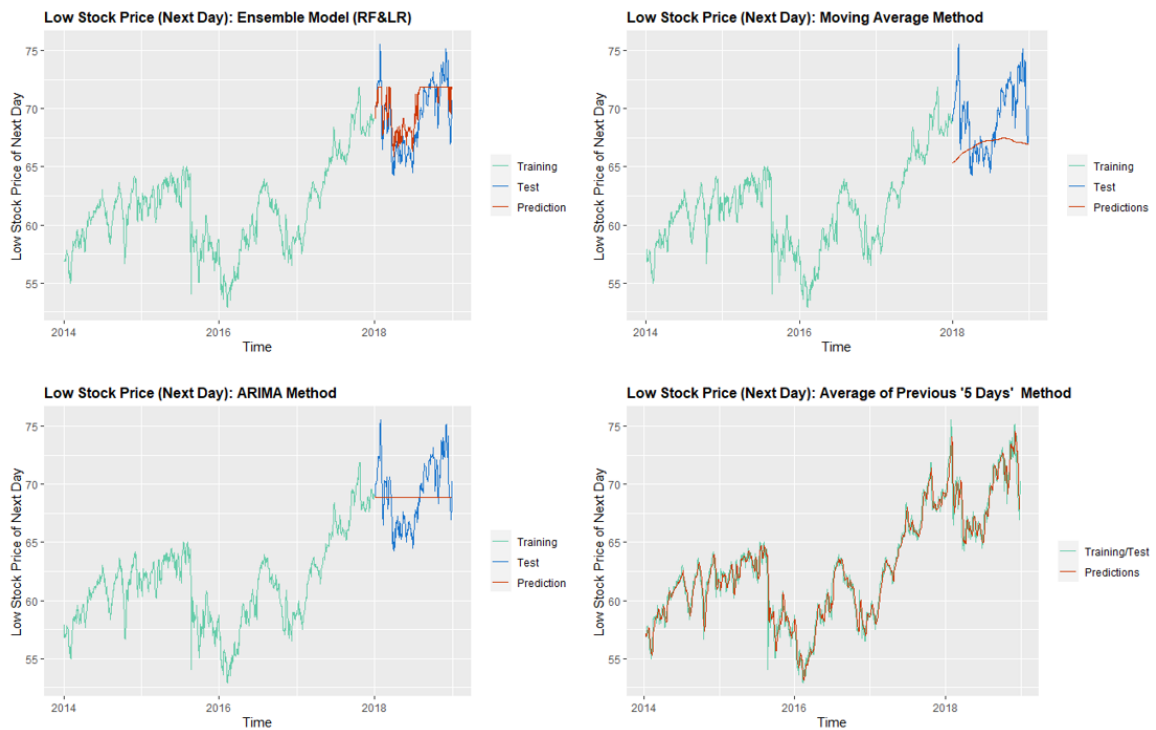 Low Stock Price (Next Day): Ensemble Model (RF&LR)
Low Stock Price of Next Day
75
70
65
60
55
2014
2016
2018
Time
Training
Test
Prediction
Low Stock Price (Next Day): Moving Average Method
Low Stock Price of Next Day
75
70
65
60
55
2014
2016
2018
Time
Training
Test
Predictions
Low Stock Price (Next Day): ARIMA Method
Low Stock Price of Next Day
75
70
65
60
55
2014
2016
2018
Time
Training
Test
Prediction
Low Stock Price (Next Day): Average of Previous '5 Days' Method
Low Stock Price of Next Day
75
70
65
60
55
2014
2016
2018
Time
Training/Test
Predictions